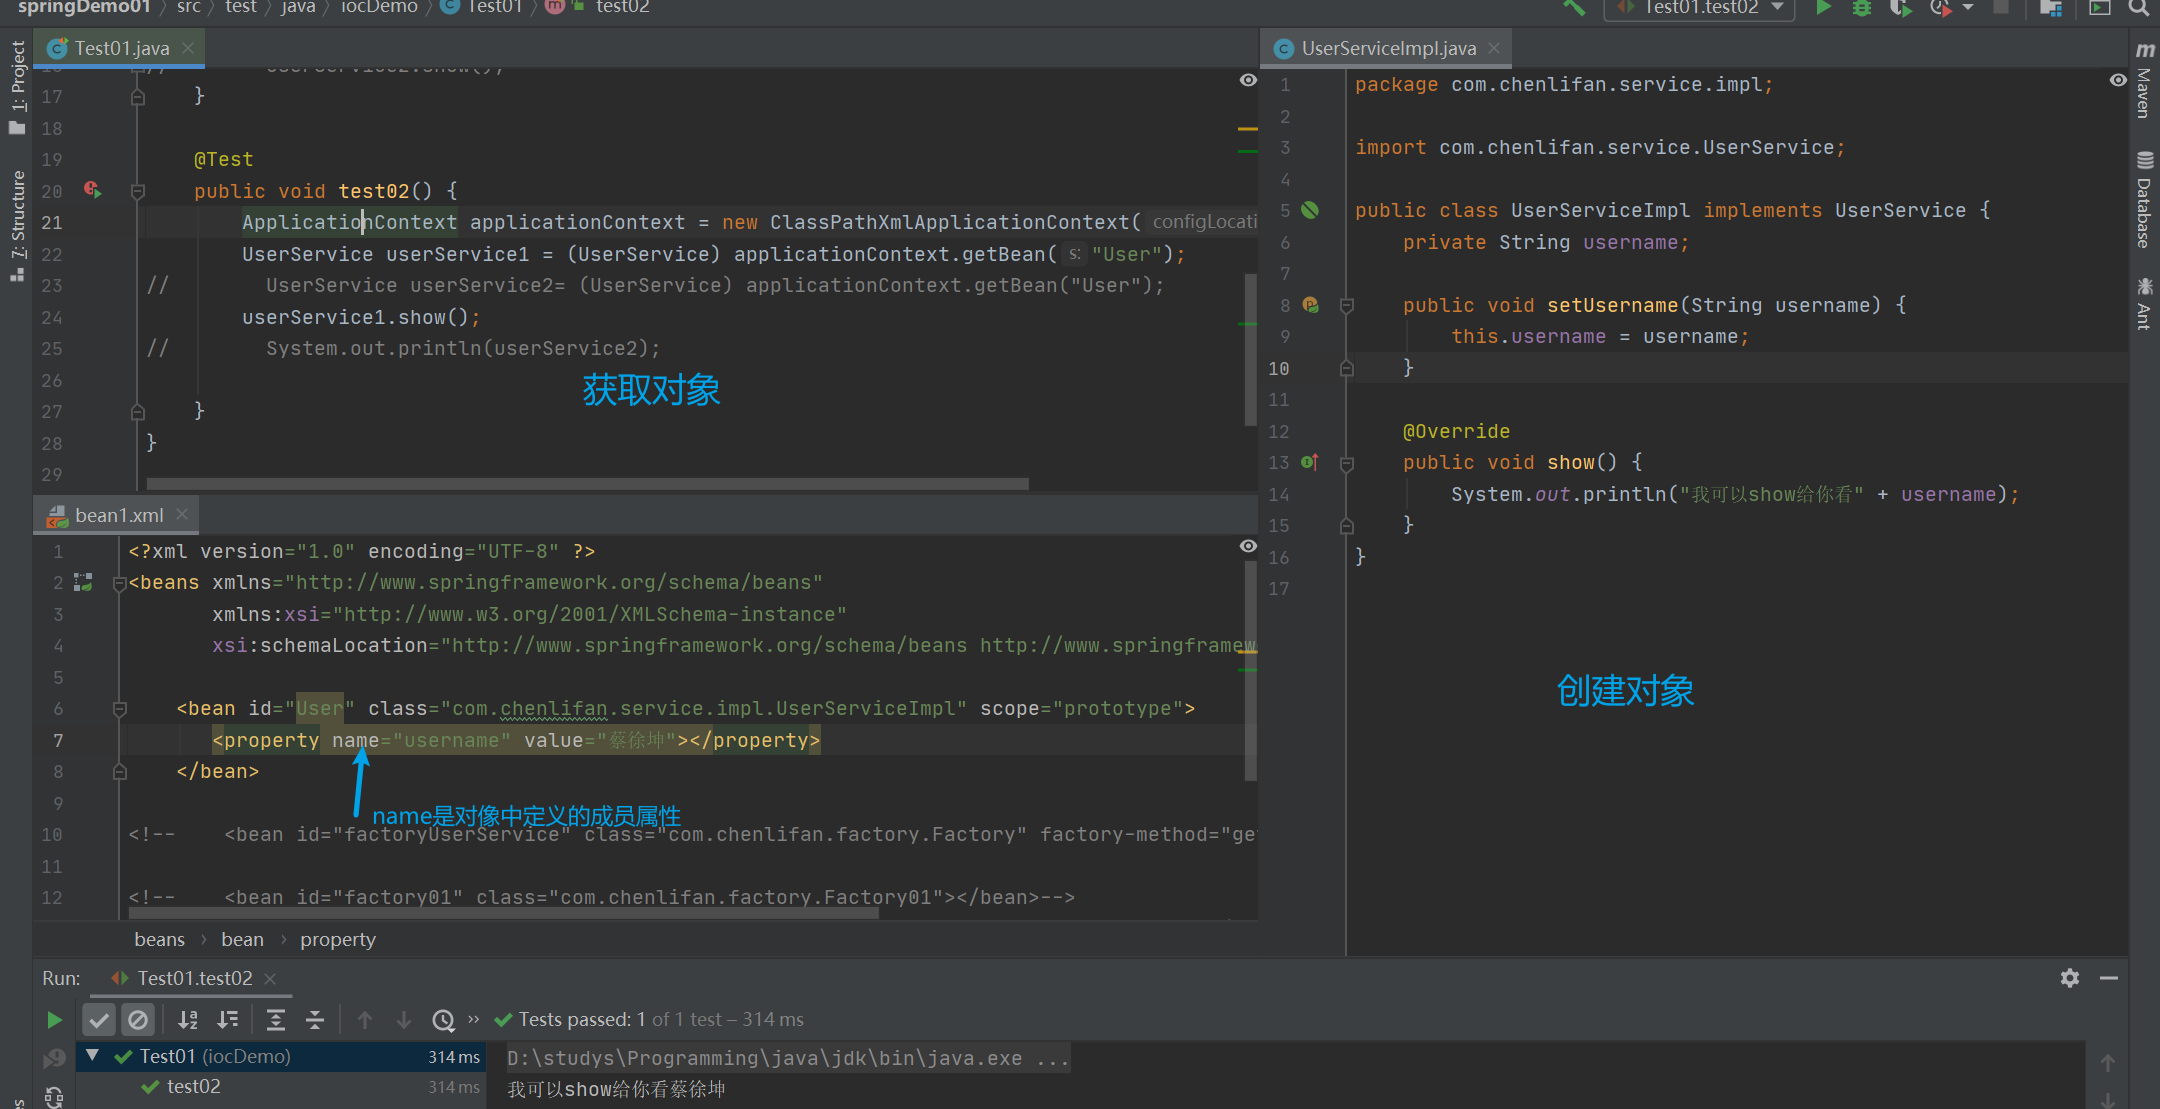 springDemo01 › src › test › java › iocDemo › Test01 › test02
Test01.test02
1: Project
7: Structure
Test01.java
16 // userService2.show();
17 }
18
19 @Test
20 public void test02() {
21 ApplicationContext applicationContext = new ClassPathXmlApplicationContext( configLocati
22 UserService userService1 = (UserService) applicationContext.getBean( s: "User");
23 // UserService userService2= (UserService) applicationContext.getBean("User");
24 userService1.show();
25 // System.out.println(userService2);
26
获取对象
27 }
28 }
29
bean1.xml
1 <?xml version="1.0" encoding="UTF-8" ?>
2 <beans xmlns="http://www.springframework.org/schema/beans"
3 xmlns:xsi="http://www.w3.org/2001/XMLSchema-instance"
4 xsi:schemaLocation="http://www.springframework.org/schema/beans http://www.springframew
5
6 <bean id="User" class="com.chenlifan.service.impl.UserServiceImpl" scope="prototype">
7 <property name="username" value="蔡徐坤"></property>
8 </bean>
9
name是对像中定义的成员属性
10 <!-- <bean id="factoryUserService" class="com.chenlifan.factory.Factory" factory-method="ge
11
12 <!-- <bean id="factory01" class="com.chenlifan.factory.Factory01"></bean>-->
beans › bean › property
UserServiceImpl.java
1 package com.chenlifan.service.impl;
2
3 import com.chenlifan.service.UserService;
4
5 public class UserServiceImpl implements UserService {
6 private String username;
7
8 public void setUsername(String username) {
9 this.username = username;
10 }
11
12 @Override
13 public void show() {
14 System.out.println("我可以show给你看" + username);
15 }
16 }
17
创建对象
Maven
Database
Ant
Run: Test01.test02
Tests passed: 1 of 1 test – 314 ms
Test01 (iocDemo) 314 ms
test02 314 ms
D:\studys\Programming\java\jdk\bin\java.exe ...
我可以show给你看蔡徐坤